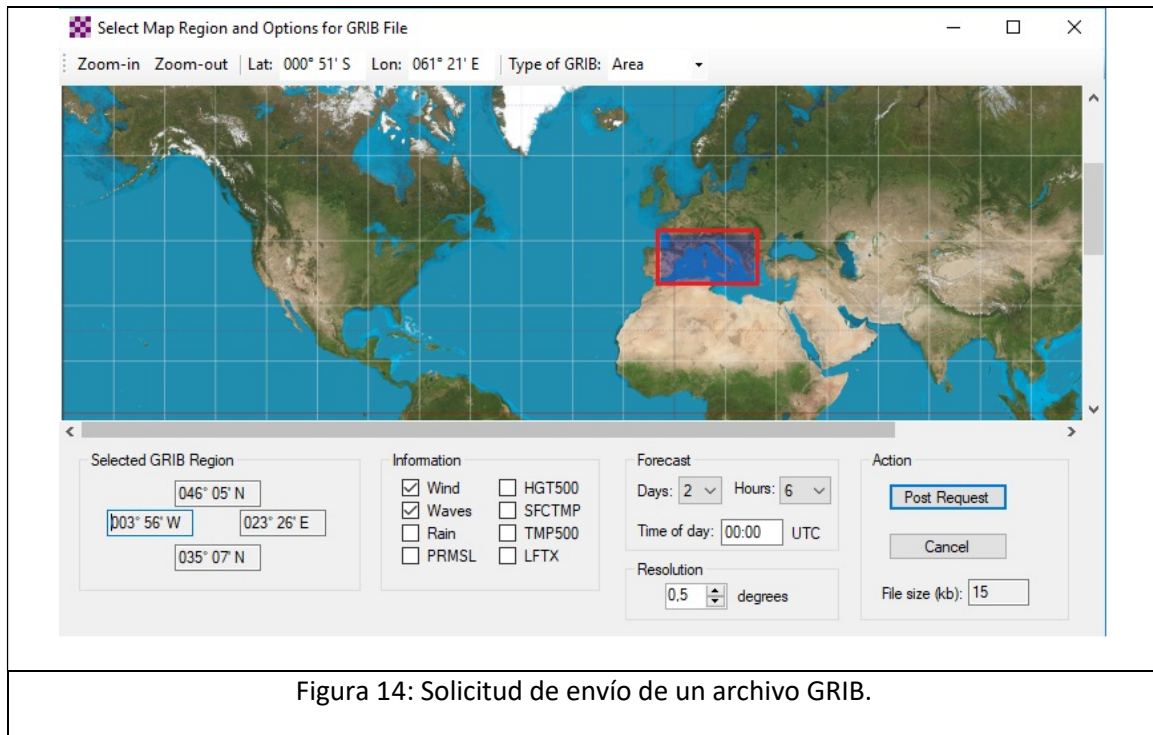 Select Map Region and Options for GRIB File
Zoom-in Zoom-out Lat: 000° 51' S Lon: 061° 21' E Type of GRIB: Area
Selected GRIB Region
046° 05' N
003° 56' W 023° 26' E
035° 07' N
Information
Wind HGT500
Waves SFCTMP
Rain TMP500
PRMSL LFTX
Forecast
Days: 2 Hours: 6
Time of day: 00:00 UTC
Resolution
0,5 degrees
Action
Post Request
Cancel
File size (kb): 15
Figura 14: Solicitud de envío de un archivo GRIB.